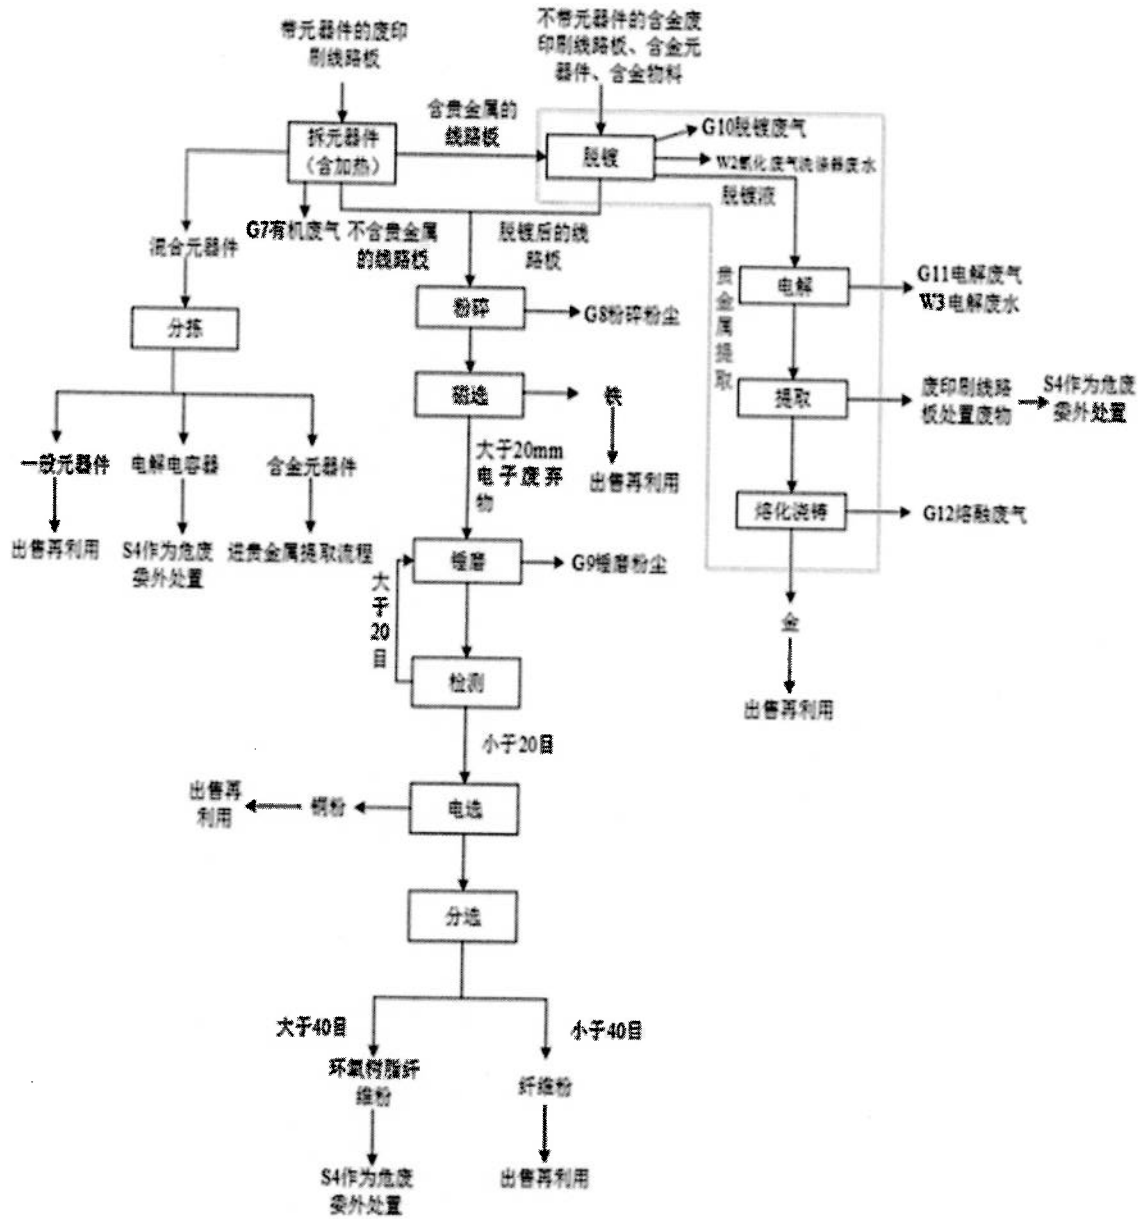 带元器件的废印
刷线路板
不带元器件的含金废
印刷线路板、含金元
器件、含金物料
含贵金属的
线路板
拆元器件
（含加热）
脱镀
G10脱镀废气
W2氰化废气洗涤器废水
脱镀液
G7有机废气
不含贵金属
的线路板
脱镀后的线
路板
混合元器件
贵金属提取
电解
G11电解废气
W3电解废水
粉碎
G8粉碎粉尘
分拣
磁选
铁
提取
废印刷线路
板处置废物
S4作为危废
委外处置
大于20mm
电子废弃
物
出售再利用
一般元器件
电解电容器
含金元器件
熔化浇铸
G12熔融废气
出售再利用
S4作为危废
委外处置
进贵金属提取流程
锤磨
G9锤磨粉尘
大于20目
金
检测
出售再利用
小于20目
出售再
利用
铜粉
电选
分选
大于40目
小于40目
环氧树脂纤
维粉
纤维粉
S4作为危废
委外处置
出售再利用